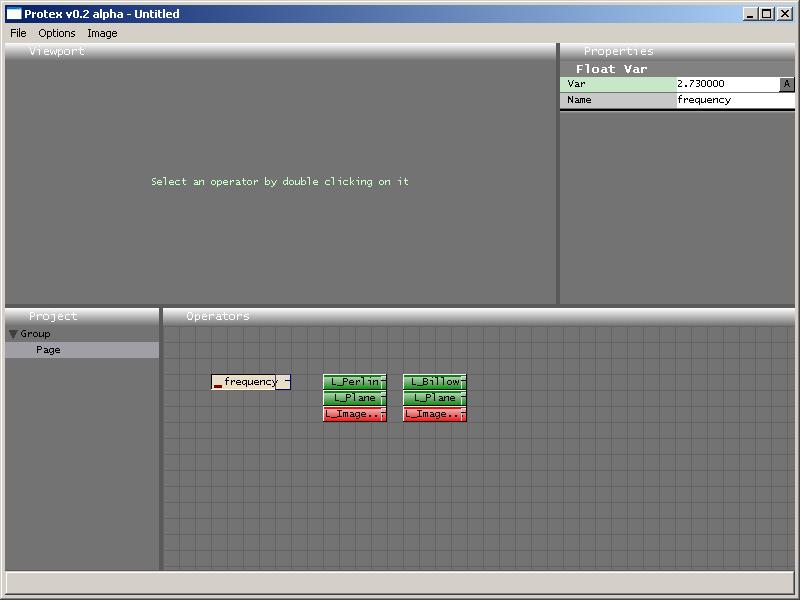 Protex v0.2 alpha - Untitled
File Options Image
Viewport
Select an operator by double clicking on it
Properties
Float Var
Var 2.730000 A
Name frequency
Project
Group
Page
Operators
frequency L_Perlin L_Billow
L_Plane L_Plane
L_Image.. L_Image..